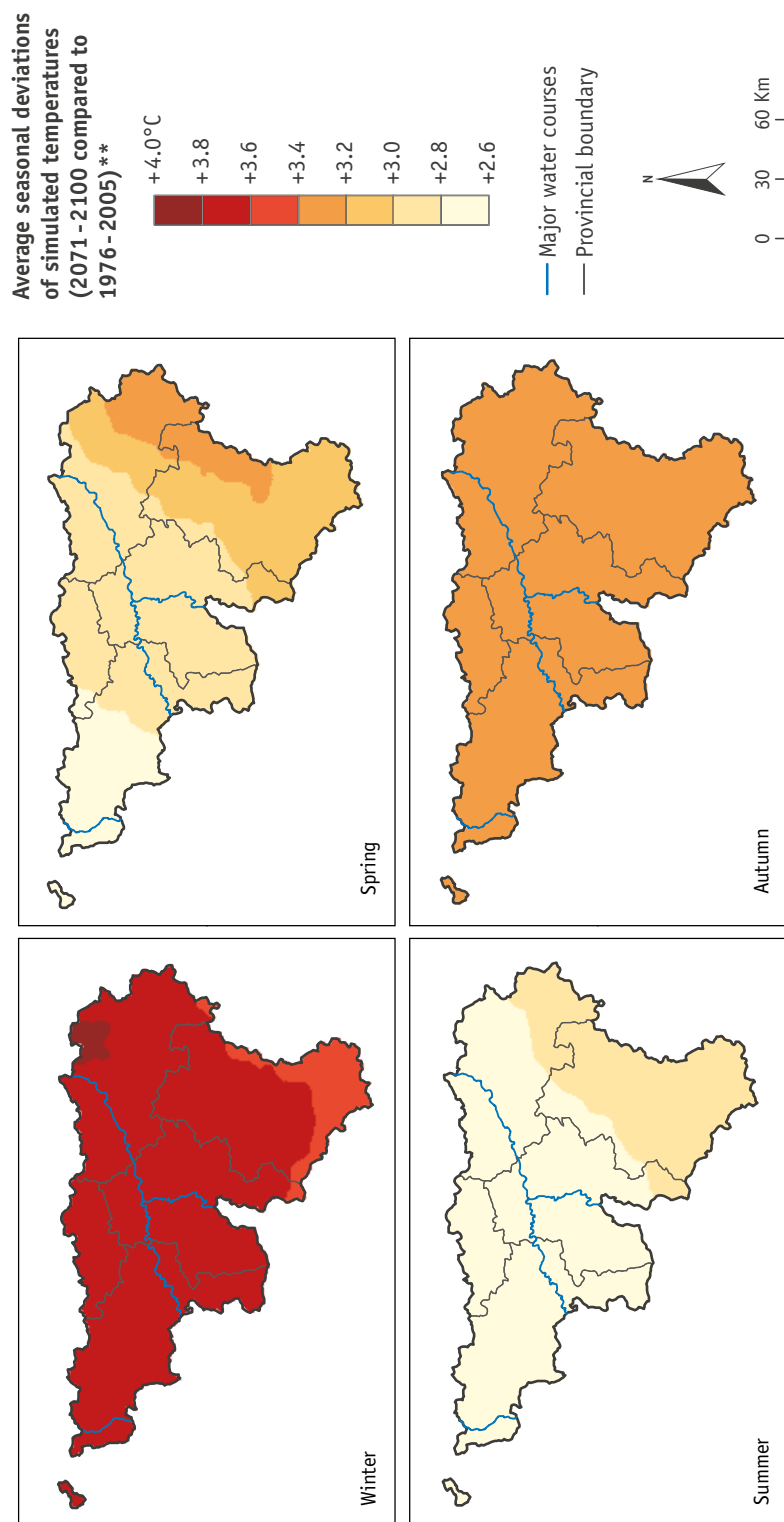 Average seasonal deviations
of simulated temperatures
(2071-2100 compared to
1976-2005)**
+4.0°C
+3.8
+3.6
+3.4
+3.2
+3.0
+2.8
+2.6
Major water courses
Provincial boundary
N
0 30 60 Km
Winter
Spring
Summer
Autumn